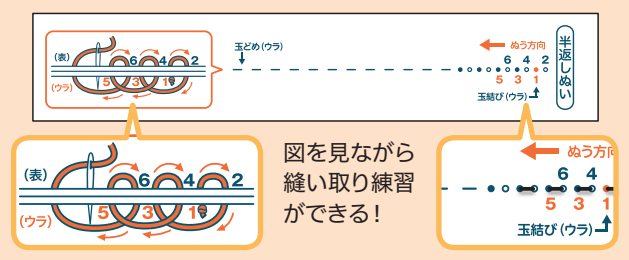 (表)
(ウラ)
6 4 2
5 3 1
玉どめ(ウラ)
ぬう方向
6 4 2
5 3 1
玉結び(ウラ)
半返しぬい
(表)
(ウラ)
6 4 2
5 3 1
図を見ながら
縫い取り練習
ができる!
ぬう方向
6 4
5 3 1
玉結び(ウラ)